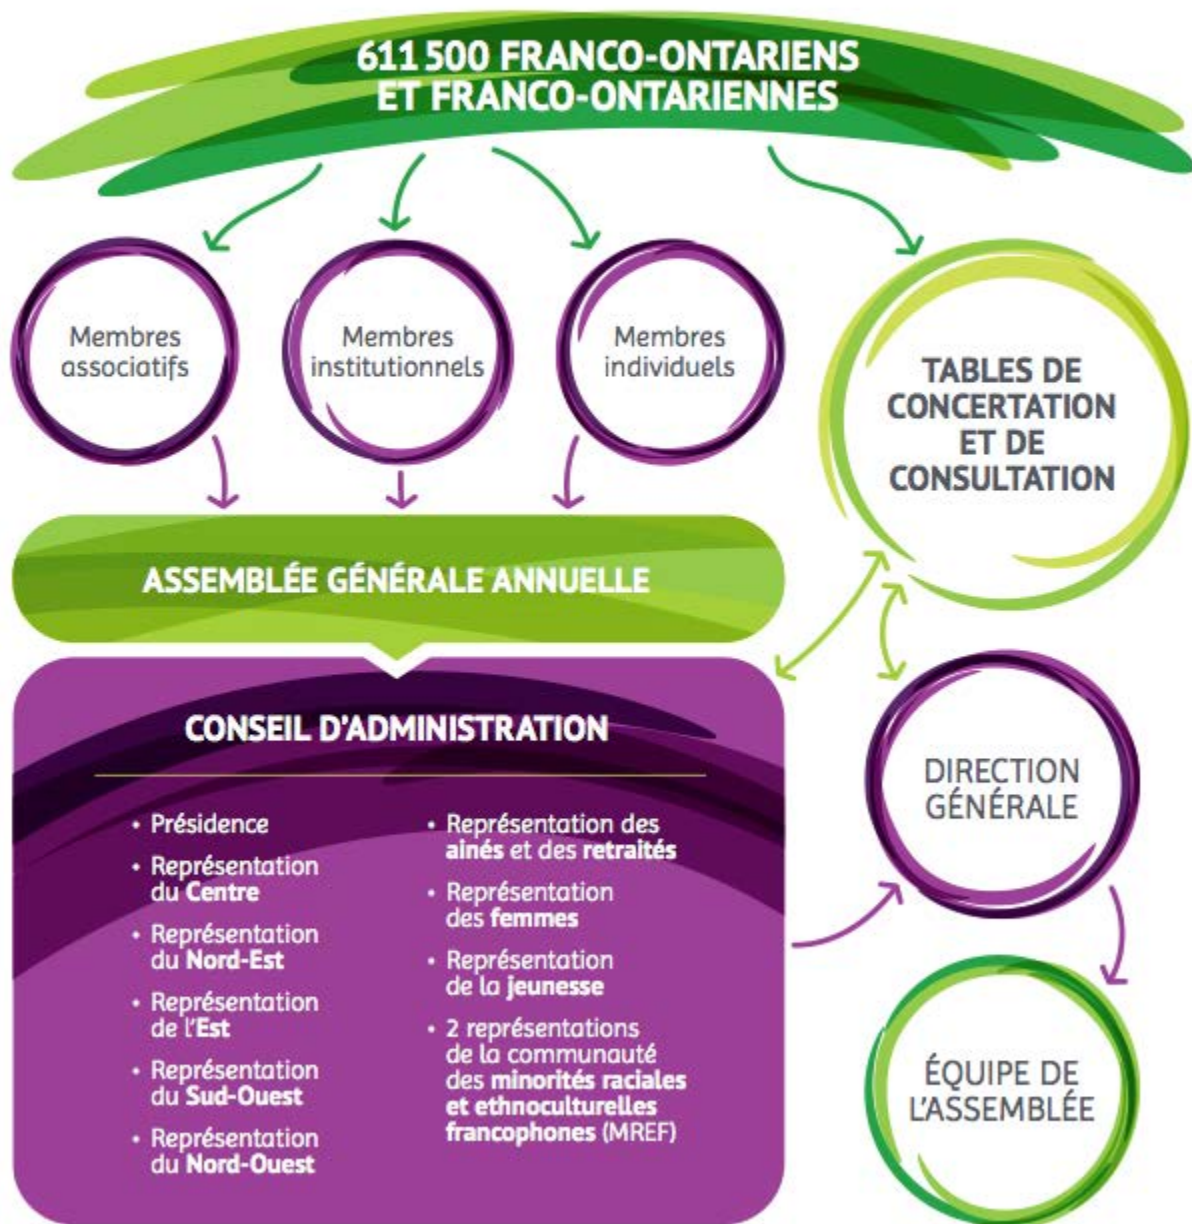 611 500 FRANCO-ONTARIENS
ET FRANCO-ONTARIENNES
Membres
associatifs
Membres
institutionnels
Membres
individuels
TABLES DE
CONCERTATION
ET DE
CONSULTATION
ASSEMBLÉE GÉNÉRALE ANNUELLE
CONSEIL D'ADMINISTRATION
• Présidence
• Représentation
du Centre
• Représentation
du Nord-Est
• Représentation
de l'Est
• Représentation
du Sud-Ouest
• Représentation
du Nord-Ouest
• Représentation des
ainés et des retraités
• Représentation
des femmes
• Représentation
de la jeunesse
• 2 représentations
de la communauté
des minorités raciales
et ethnoculturelles
francophones (MREF)
DIRECTION
GÉNÉRALE
ÉQUIPE DE
L'ASSEMBLÉE